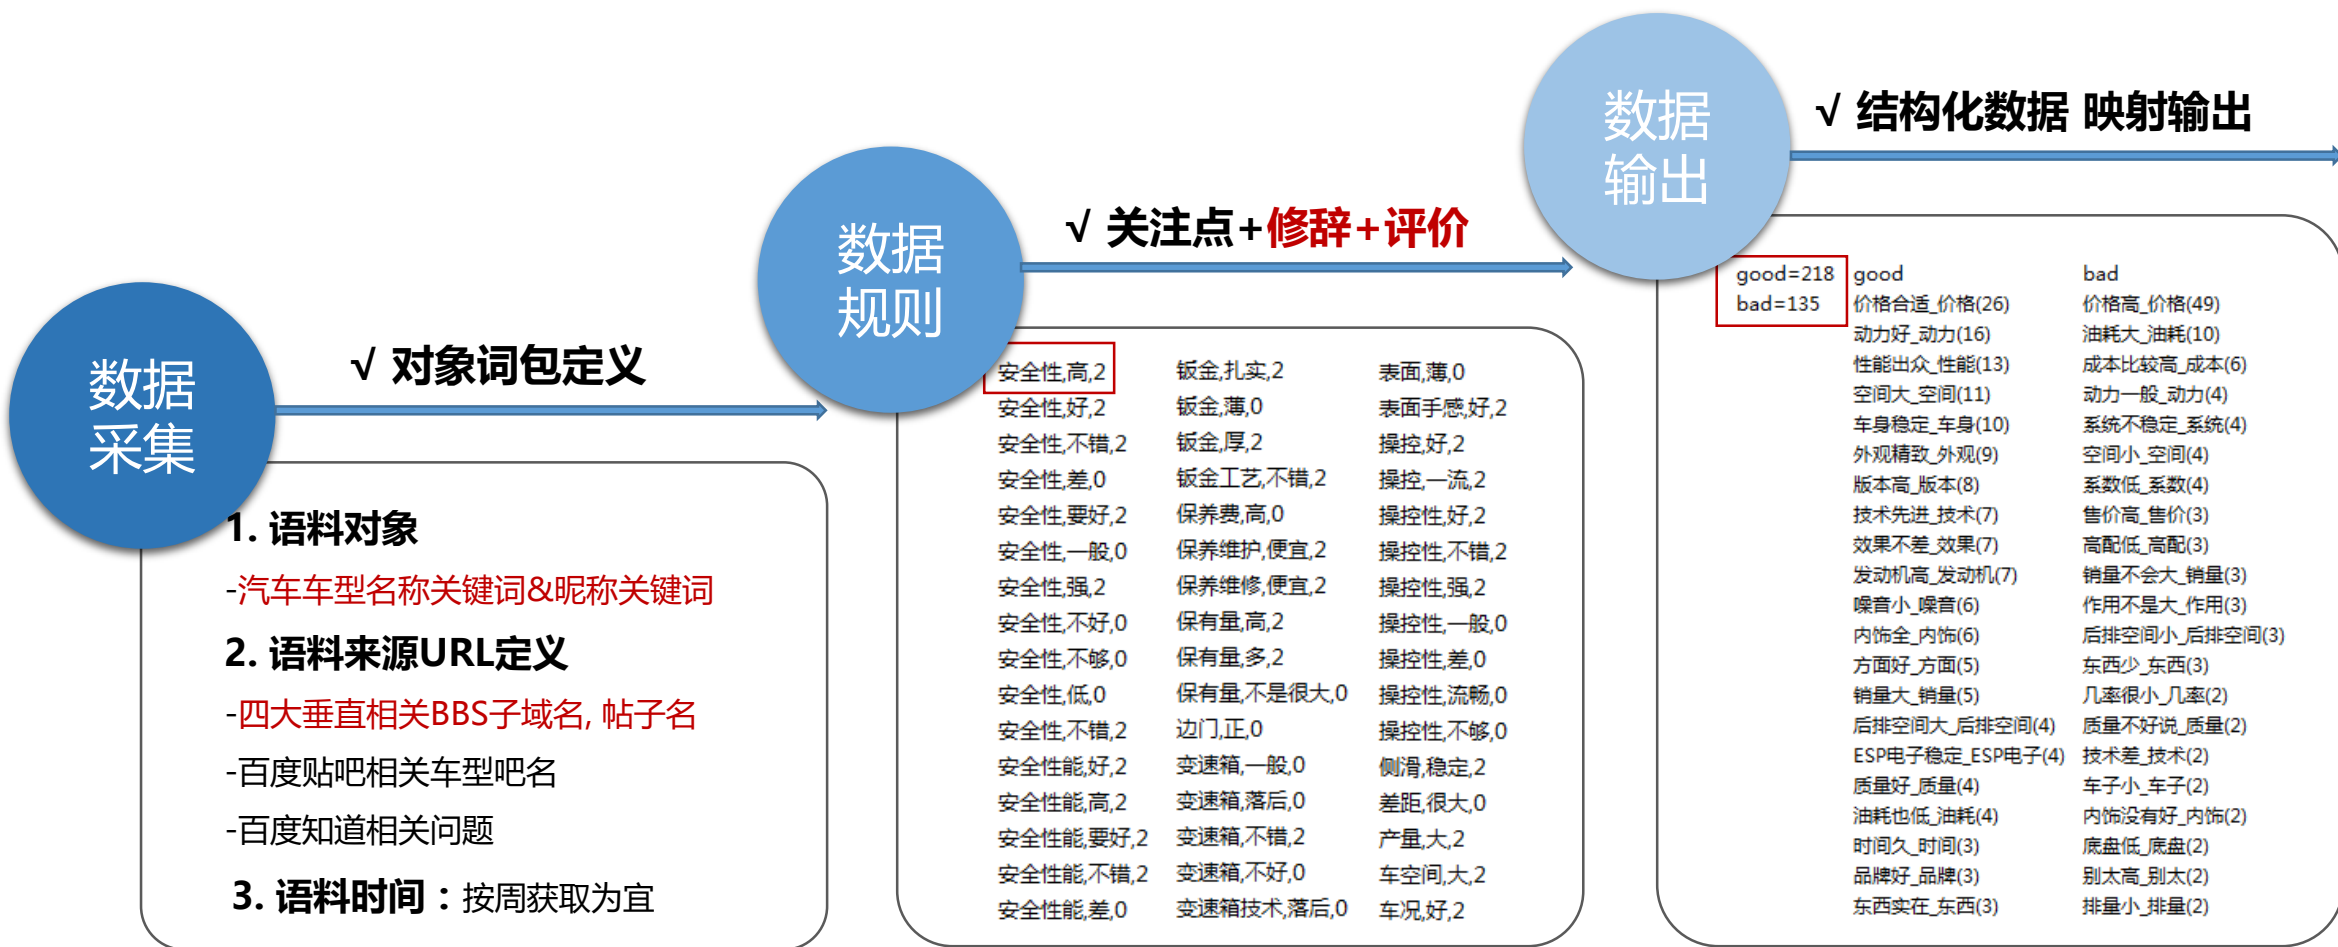 数据
采集
√ 对象词包定义
1. 语料对象
-汽车车型名称关键词&昵称关键词
2. 语料来源URL定义
-四大垂直相关BBS子域名, 帖子名
-百度贴吧相关车型吧名
-百度知道相关问题
3. 语料时间：按周获取为宜
数据
规则
√ 关注点+修辞+评价
安全性,高,2
安全性,好,2
安全性,不错,2
安全性,差,0
安全性,要好,2
安全性,一般,0
安全性,强,2
安全性,不好,0
安全性,不够,0
安全性,低,0
安全性,不错,2
安全性能,好,2
安全性能,高,2
安全性能,要好,2
安全性能,不错,2
安全性能,差,0
钣金,扎实,2
钣金,薄,0
钣金,厚,2
钣金工艺,不错,2
保养费,高,0
保养维护,便宜,2
保养维修,便宜,2
保有量,高,2
保有量,多,2
保有量,不是很大,0
边门,正,0
变速箱,一般,0
变速箱,落后,0
变速箱,不错,2
变速箱,不好,0
变速箱技术,落后,0
表面,薄,0
表面手感,好,2
操控,好,2
操控,一流,2
操控性,好,2
操控性,不错,2
操控性,强,2
操控性,一般,0
操控性,差,0
操控性,流畅,0
操控性,不够,0
侧滑,稳定,2
差距,很大,0
产量,大,2
车空间,大,2
车况,好,2
数据
输出
√ 结构化数据 映射输出
good=218
bad=135
good
价格合适_价格(26)
动力好_动力(16)
性能出众_性能(13)
空间大_空间(11)
车身稳定_车身(10)
外观精致_外观(9)
版本高_版本(8)
技术先进_技术(7)
效果不差_效果(7)
发动机高_发动机(7)
噪音小_噪音(6)
内饰全_内饰(6)
方面好_方面(5)
销量大_销量(5)
后排空间大_后排空间(4)
ESP电子稳定_ESP电子(4)
质量好_质量(4)
油耗也低_油耗(4)
时间久_时间(3)
品牌好_品牌(3)
东西实在_东西(3)
bad
价格高_价格(49)
油耗大_油耗(10)
成本比较高_成本(6)
动力一般_动力(4)
系统不稳定_系统(4)
空间小_空间(4)
系数低_系数(4)
售价高_售价(3)
高配低_高配(3)
销量不会大_销量(3)
作用不是大_作用(3)
后排空间小_后排空间(3)
东西少_东西(3)
几率很小_几率(2)
质量不好说_质量(2)
技术差_技术(2)
车子小_车子(2)
内饰没有好_内饰(2)
底盘低_底盘(2)
别太高_别太(2)
排量小_排量(2)